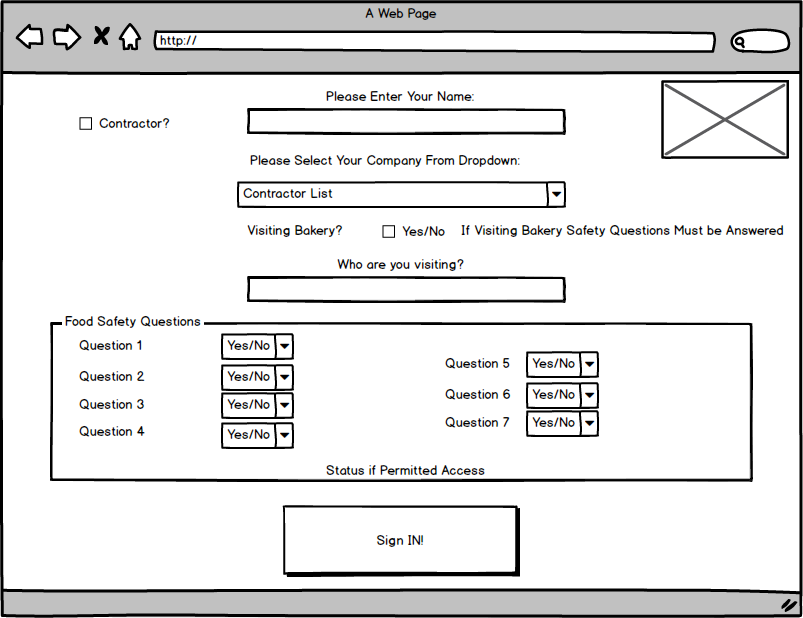 A Web Page
http://
Please Enter Your Name:
Contractor?
Please Select Your Company From Dropdown:
Contractor List
Visiting Bakery? Yes/No If Visiting Bakery Safety Questions Must be Answered
Who are you visiting?
Food Safety Questions
Question 1 Yes/No
Question 2 Yes/No
Question 3 Yes/No
Question 4 Yes/No
Question 5 Yes/No
Question 6 Yes/No
Question 7 Yes/No
Status if Permitted Access
Sign IN!